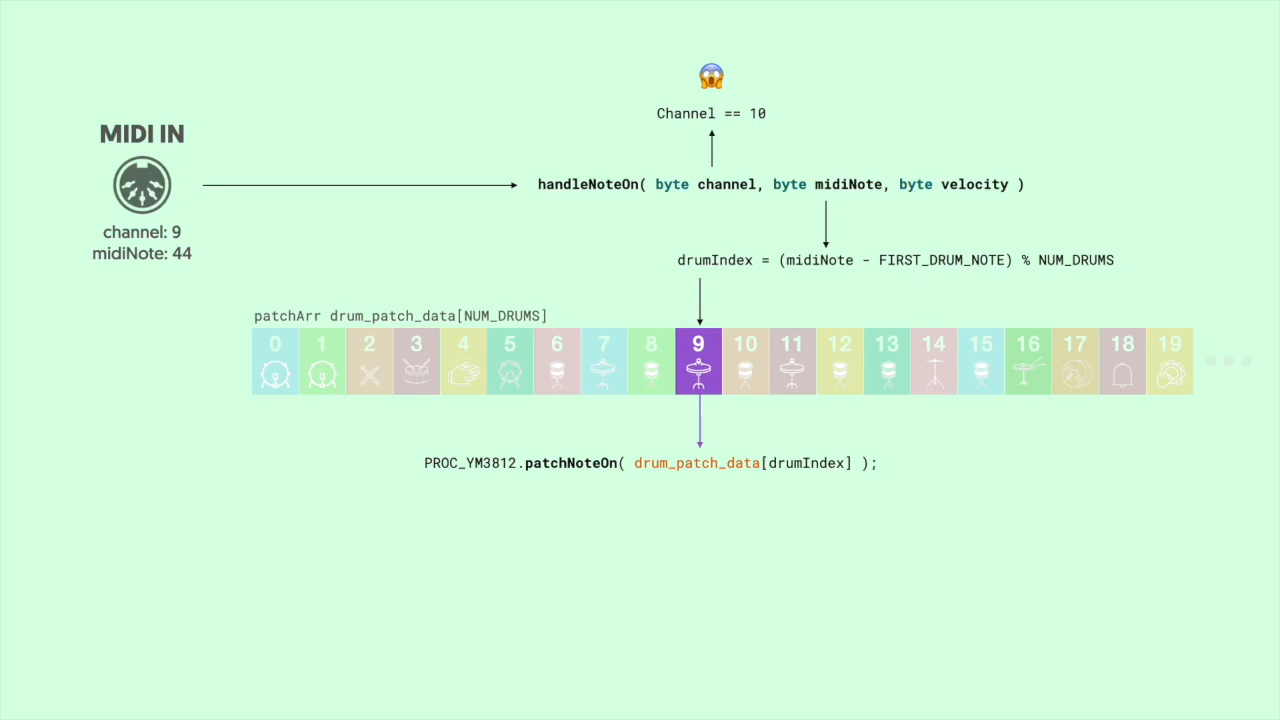 Channel == 10
MIDI IN
handleNoteOn( byte channel, byte midiNote, byte velocity )
channel: 9
midiNote: 44
drumIndex = (midiNote - FIRST_DRUM_NOTE) % NUM_DRUMS
patchArr drum_patch_data[NUM_DRUMS]
0 1 2 3 4 5 6 7 8 9 10 11 12 13 14 15 16 17 18 19
PROC_YM3812.patchNoteOn( drum_patch_data[drumIndex] );